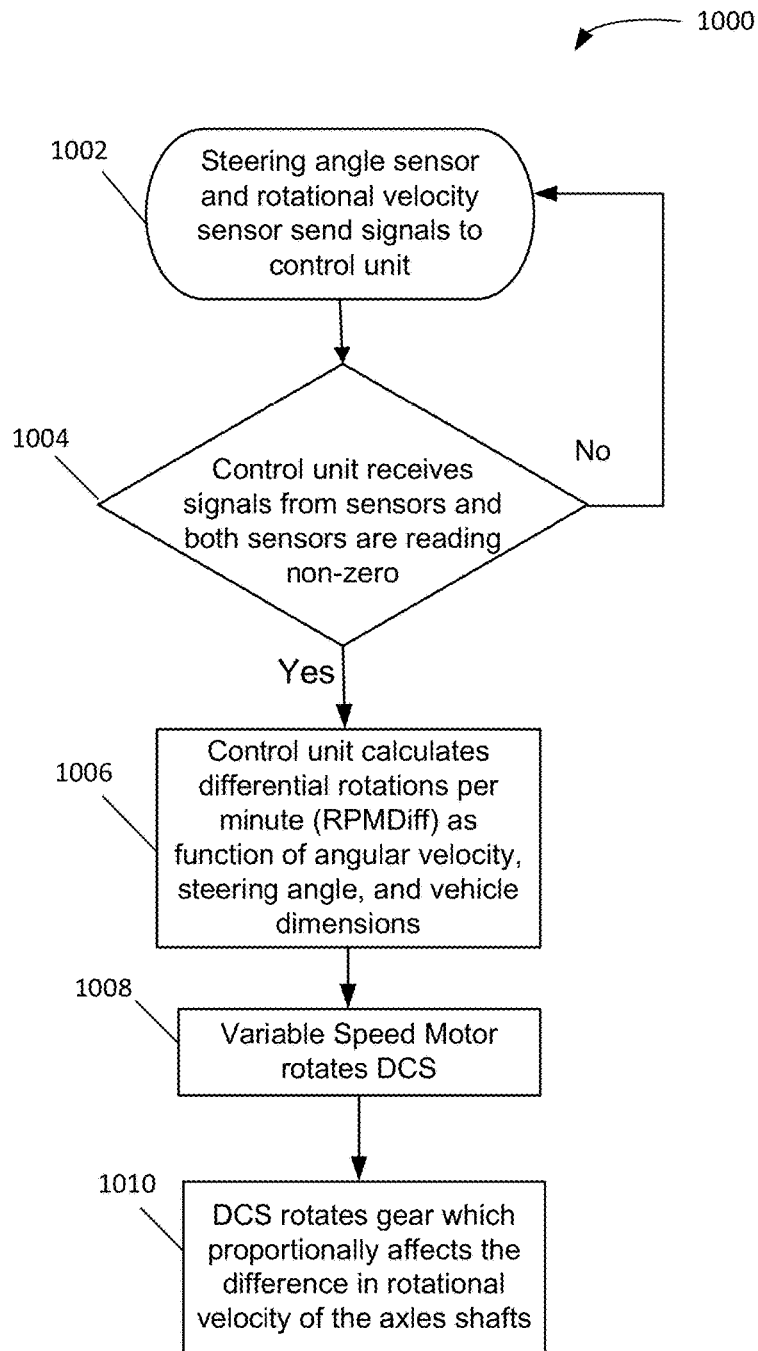 1000
1002
Steering angle sensor
and rotational velocity
sensor send signals to
control unit
1004
No
Control unit receives
signals from sensors and
both sensors are reading
non-zero
Yes
1006
Control unit calculates
differential rotations per
minute (RPMDiff) as
function of angular velocity,
steering angle, and vehicle
dimensions
1008
Variable Speed Motor
rotates DCS
1010
DCS rotates gear which
proportionally affects the
difference in rotational
velocity of the axles shafts